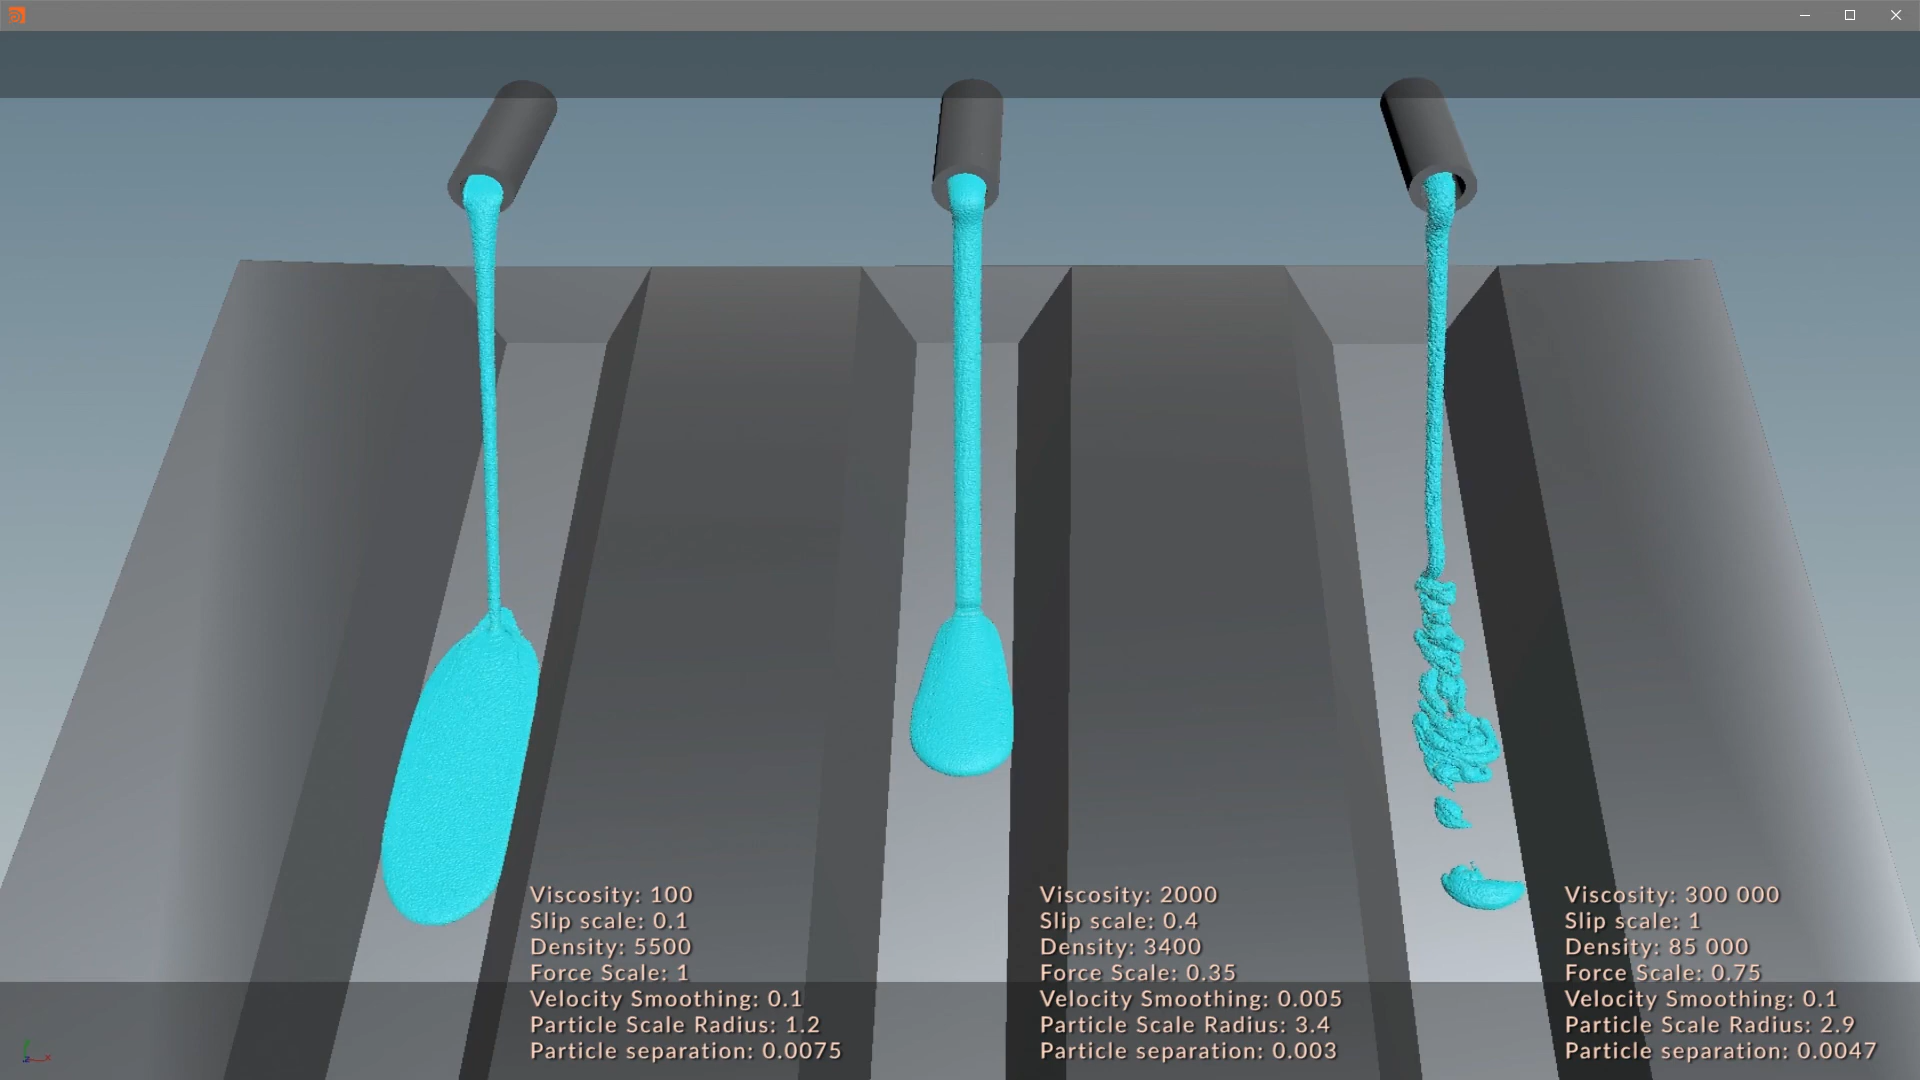 Viscosity: 100
Slip scale: 0.1
Density: 5500
Force Scale: 1
Velocity Smoothing: 0.1
Particle Scale Radius: 1.2
Particle separation: 0.0075
Viscosity: 2000
Slip scale: 0.4
Density: 3400
Force Scale: 0.35
Velocity Smoothing: 0.005
Particle Scale Radius: 3.4
Particle separation: 0.003
Viscosity: 300 000
Slip scale: 1
Density: 85 000
Force Scale: 0.75
Velocity Smoothing: 0.1
Particle Scale Radius: 2.9
Particle separation: 0.0047